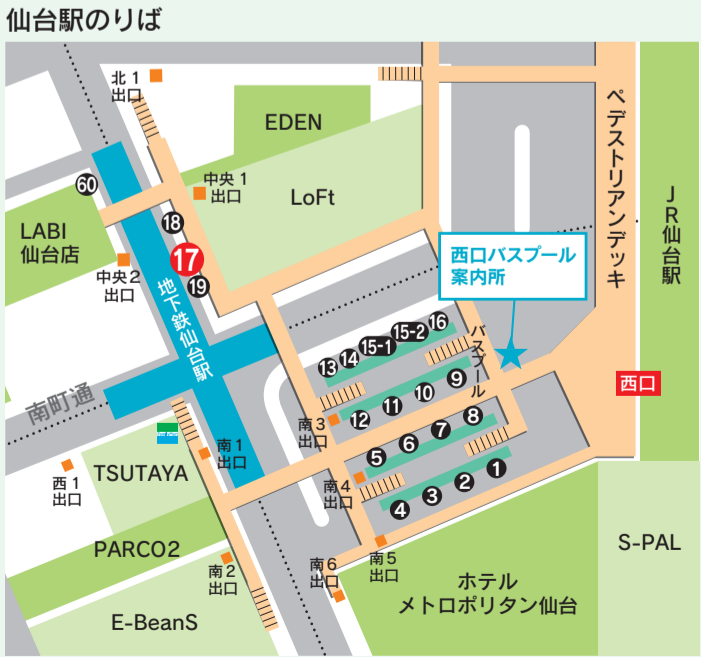 仙台駅のりば
北1
出口
EDEN
ペデストリアンデッキ
60
中央1
出口
LoFt
JR仙台駅
18
LABI
仙台店
17
西口バスプール
案内所
中央2
出口
19
地下鉄仙台駅
13
14
15-1
15-2
16
バスプール
南町通
12
11
10
9
西口
南3
出口
南1
出口
5
6
7
8
TSUTAYA
西1
出口
南4
出口
4
3
2
1
PARCO2
南2
出口
南6
出口
南5
出口
S-PAL
ホテル
メトロポリタン仙台
E-BeanS